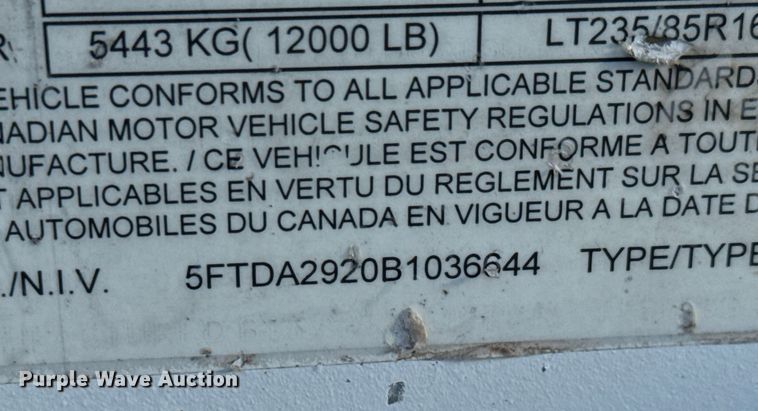 R: 5443 KG( 12000 LB) LT235/85R16
EHICLE CONFORMS TO ALL APPLICABLE STANDARDS
NADIAN MOTOR VEHICLE SAFETY REGULATIONS IN E
NUFACTURE. / CE VEHICULE EST CONFORME A TOUTE
T APPLICABLES EN VERTU DU REGLEMENT SUR LA SE
AUTOMOBILES DU CANADA EN VIGUEUR A LA DATE D
./N.I.V. 5FTDA2920B1036644 TYPE/TYPE
Purple Wave Auction